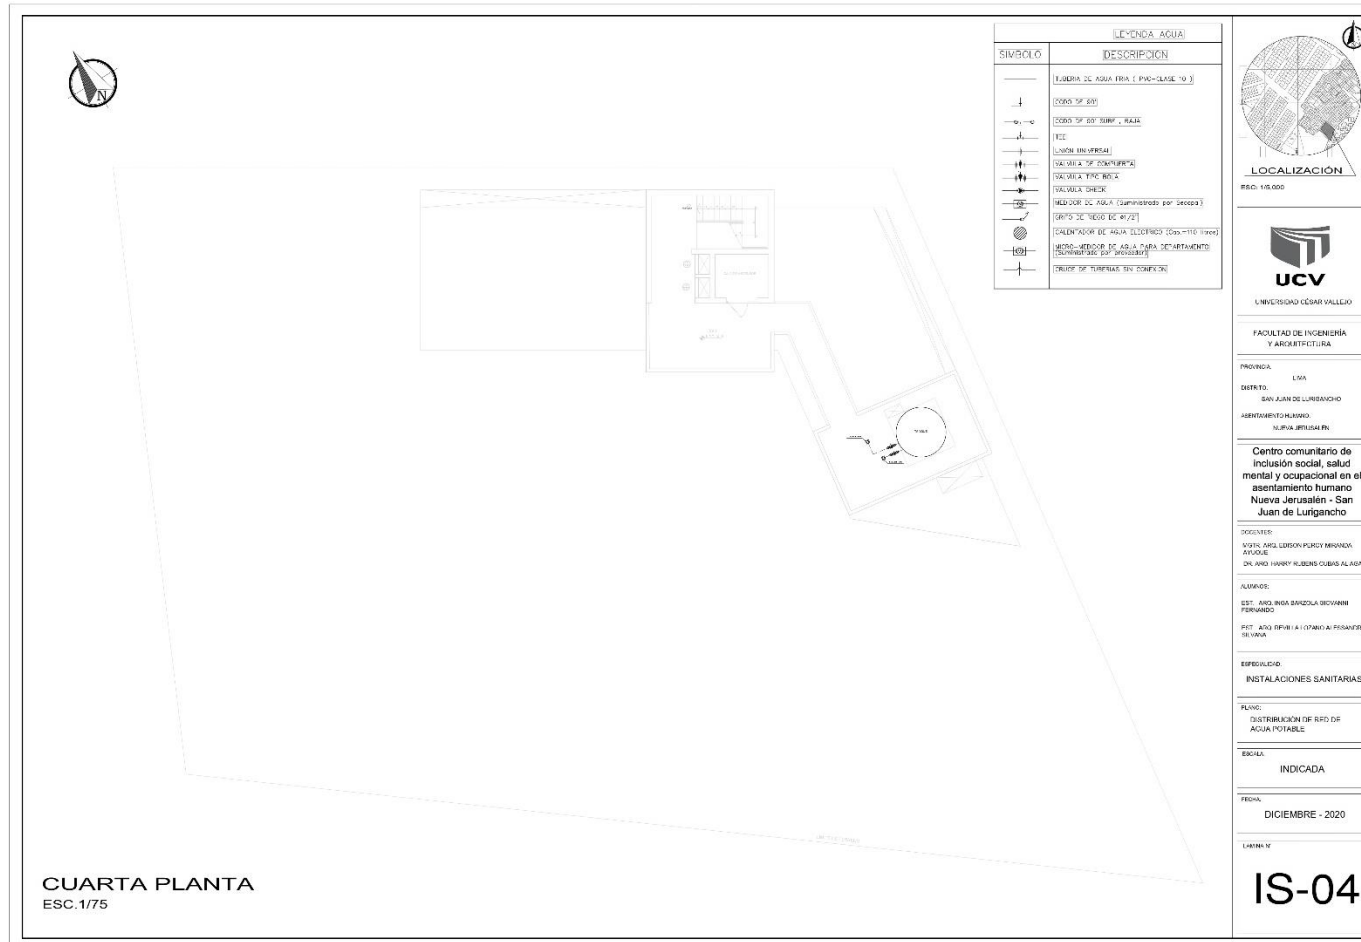 LEYENDA AGUA
SIMBOLO
DESCRIPCION
TUBERIA DE AGUA FRIA ( PVC-CLASE 10 )
CODO DE 90°
CODO DE 90° SUBE , BAJA
TEE
UNION UNIVERSAL
VALVULA DE COMPUERTA
VALVULA TIPO BOLA
VALVULA CHECK
MEDIDOR DE AGUA (Suministrado por Secapa)
GRIFO DE RIEGO DE Ø1/2"
CALENTADOR DE AGUA ELECTRICO (Cap.=110 litros)
MICRO-MEDIDOR DE AGUA PARA DEPARTAMENTO
(Suministrado por proveedor)
CRUCE DE TUBERIAS SIN CONEXION
N
LOCALIZACIÓN
ESC: 1/5,000
UCV
UNIVERSIDAD CÉSAR VALLEJO
FACULTAD DE INGENIERÍA
Y ARQUITECTURA
PROVINCIA:
LIMA
DISTRITO:
SAN JUAN DE LURIGANCHO
ASENTAMIENTO HUMANO:
NUEVA JERUSALÉN
Centro comunitario de
inclusión social, salud
mental y ocupacional en el
asentamiento humano
Nueva Jerusalén - San
Juan de Lurigancho
DOCENTES:
MGTR. ARQ. EDISON PERCY MIRANDA
AYUQUE
DR. ARQ. HARRY RUBENS CUBAS ALAGA
ALUMNOS:
EST. ARQ. INGA BARZOLA GIOVANNI
FERNANDO
EST. ARQ. REVILLA LOZANO ALESSANDR
SILVANA
ESPECIALIDAD:
INSTALACIONES SANITARIAS
PLANO:
DISTRIBUCIÓN DE RED DE
AGUA POTABLE
ESCALA:
INDICADA
FECHA:
DICIEMBRE - 2020
LAMINA N°
IS-04
CUARTA PLANTA
ESC.1/75